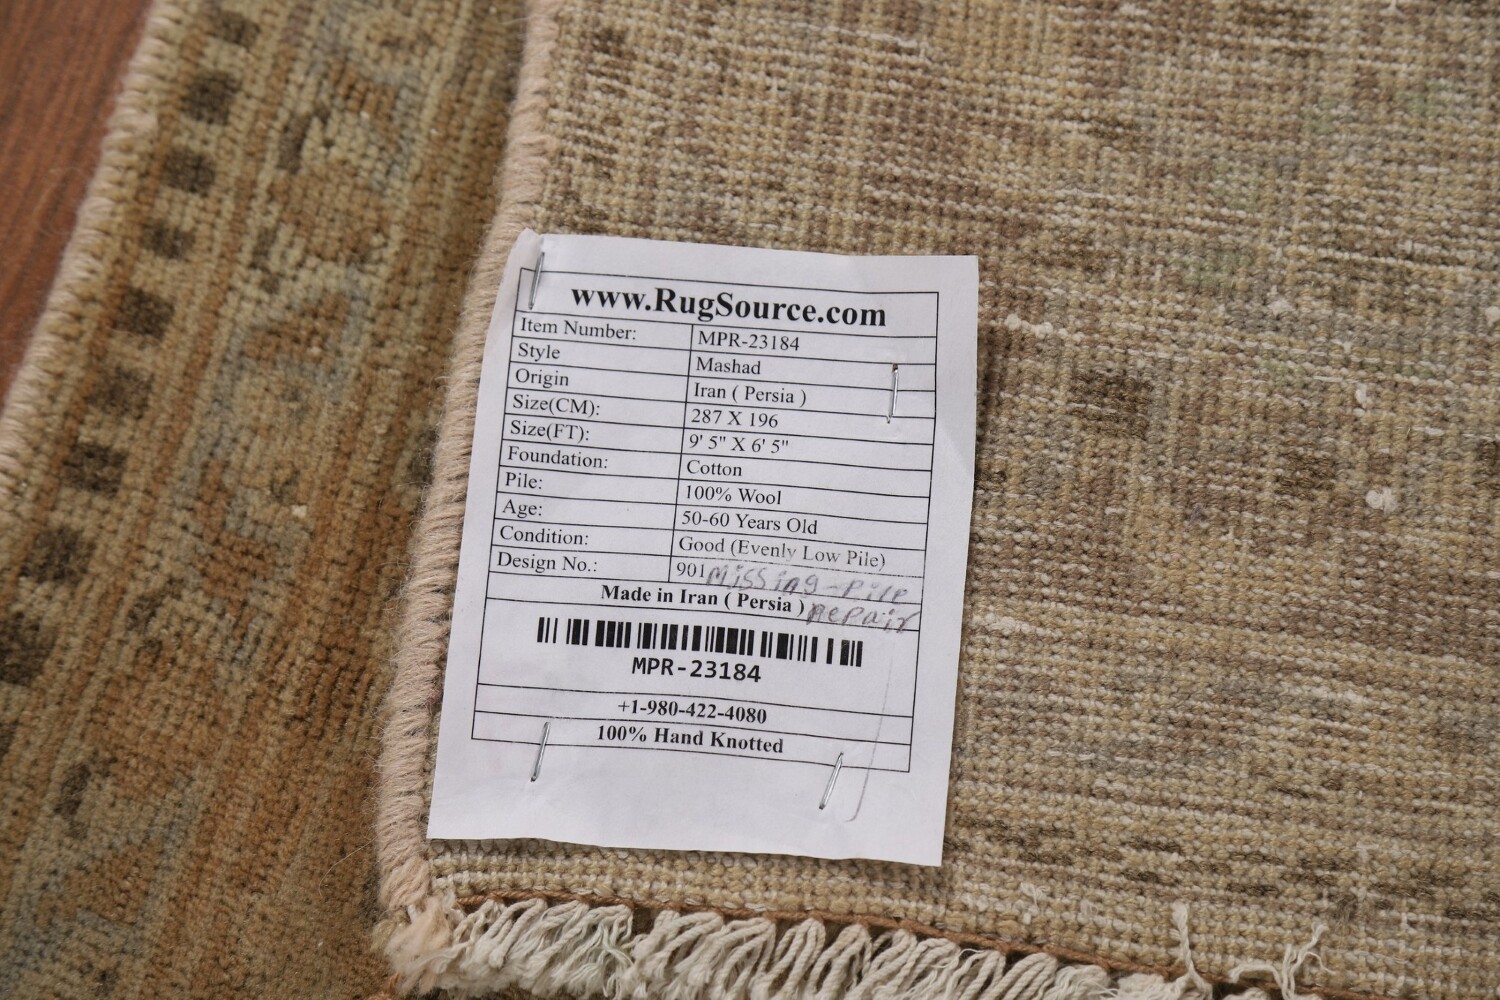 www.RugSource.com
Item Number: MPR-23184
Style Mashad
Origin Iran ( Persia )
Size(CM): 287 X 196
Size(FT): 9' 5" X 6' 5"
Foundation: Cotton
Pile: 100% Wool
Age: 50-60 Years Old
Condition: Good (Evenly Low Pile)
Design No.: 901 Missing-Pile
Made in Iran ( Persia ) Repair
MPR-23184
+1-980-422-4080
100% Hand Knotted